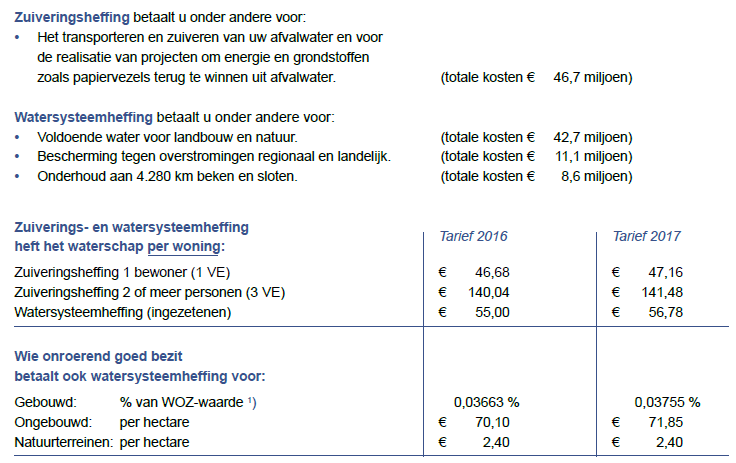 Zuiveringsheffing betaalt u onder andere voor:
• Het transporteren en zuiveren van uw afvalwater en voor
de realisatie van projecten om energie en grondstoffen
zoals papiervezels terug te winnen uit afvalwater. (totale kosten € 46,7 miljoen)
Watersysteemheffing betaalt u onder andere voor:
• Voldoende water voor landbouw en natuur. (totale kosten € 42,7 miljoen)
• Bescherming tegen overstromingen regionaal en landelijk. (totale kosten € 11,1 miljoen)
• Onderhoud aan 4.280 km beken en sloten. (totale kosten € 8,6 miljoen)
Zuiverings- en watersysteemheffing
heft het waterschap per woning: Tarief 2016 Tarief 2017
Zuiveringsheffing 1 bewoner (1 VE) € 46,68 € 47,16
Zuiveringsheffing 2 of meer personen (3 VE) € 140,04 € 141,48
Watersysteemheffing (ingezetenen) € 55,00 € 56,78
Wie onroerend goed bezit
betaalt ook watersysteemheffing voor:
Gebouwd: % van WOZ-waarde ¹) 0,03663 % 0,03755 %
Ongebouwd: per hectare € 70,10 € 71,85
Natuurterreinen: per hectare € 2,40 € 2,40